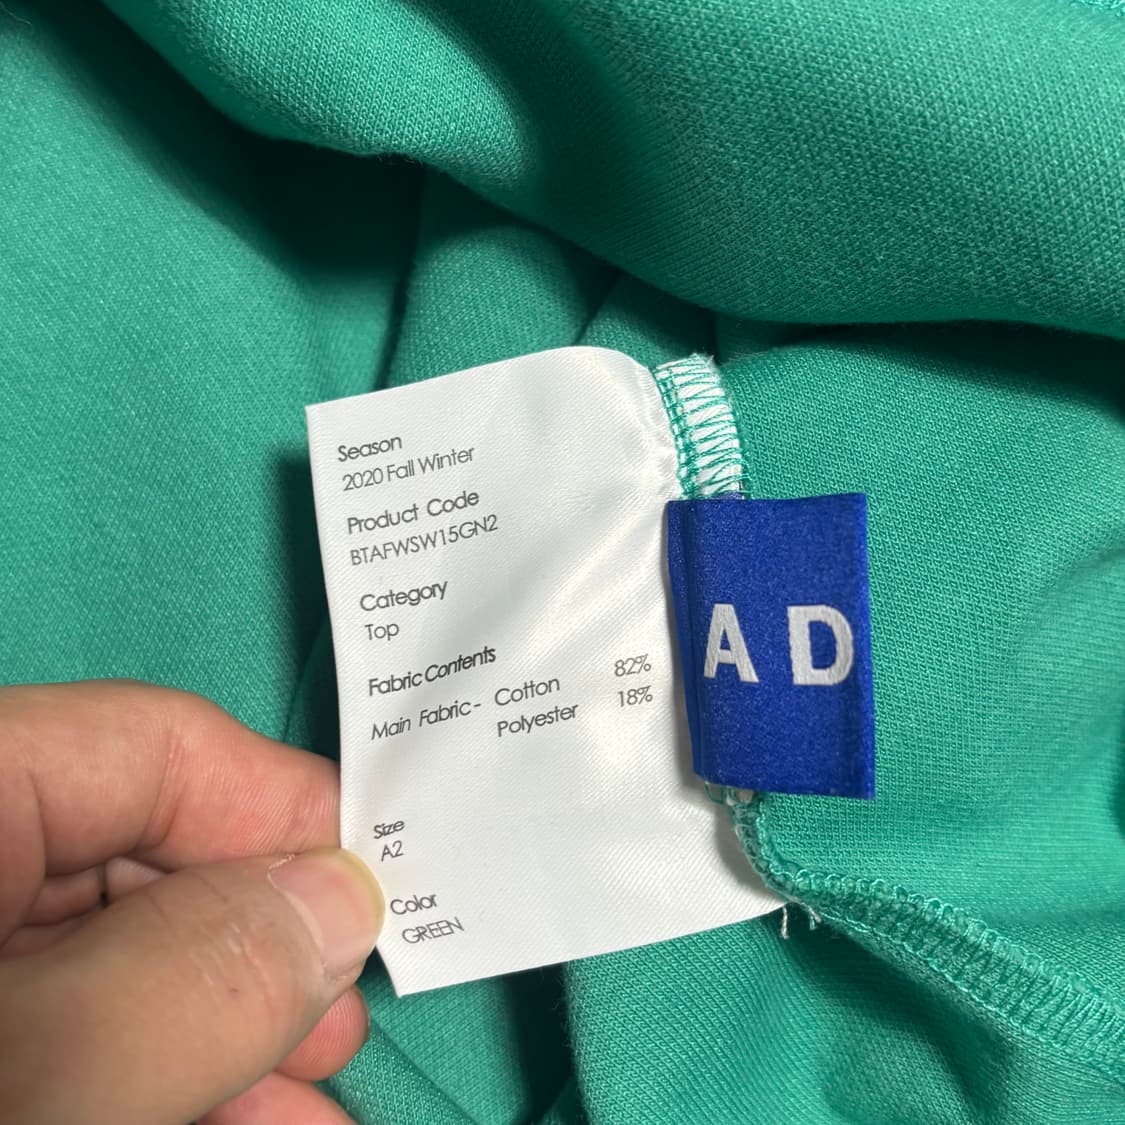 Season
2020 Fall Winter
Product Code
BTAFWSW15GN2
Category
Top
Fabric Contents
Main Fabric- Cotton 82%
Polyester 18%
Size
A2
Color
GREEN
A D